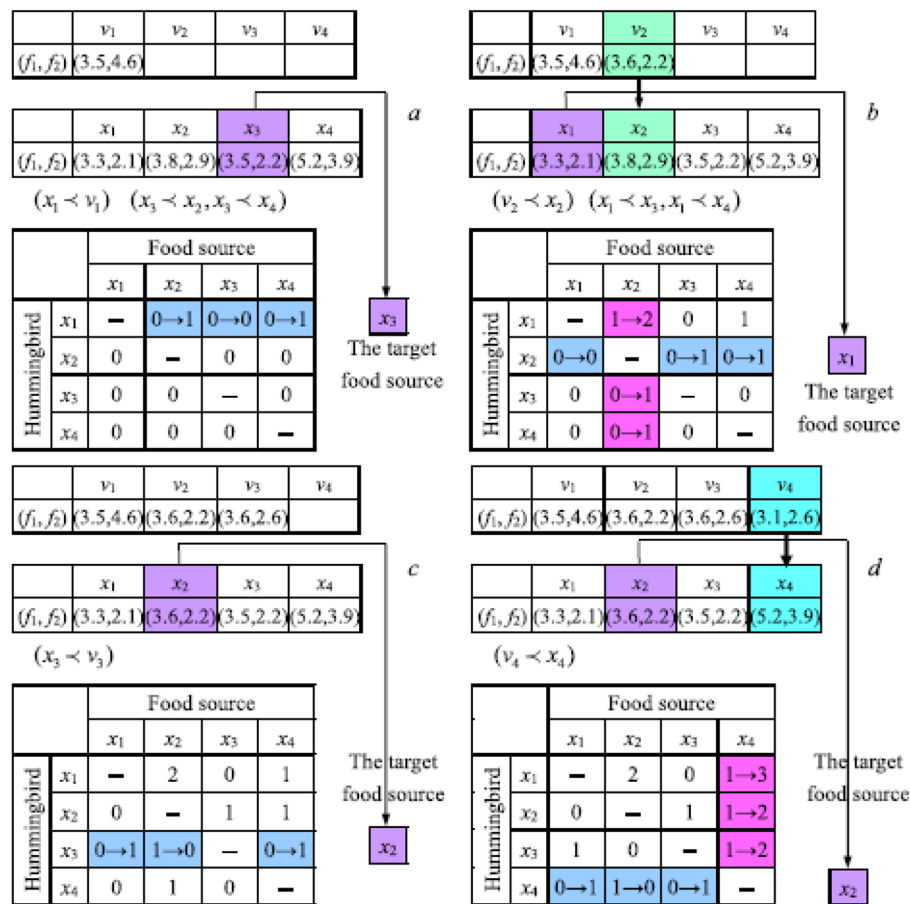 v₁ v₂ v₃ v₄
(f₁, f₂) (3.5,4.6)
a
x₁ x₂ x₃ x₄
(f₁, f₂) (3.3,2.1) (3.8,2.9) (3.5,2.2) (5.2,3.9)
(x₁ ≺ v₁) (x₃ ≺ x₂, x₃ ≺ x₄)
Food source
x₁ x₂ x₃ x₄
Hummingbird
x₁ – 0→1 0→0 0→1
x₂ 0 – 0 0
x₃ 0 0 – 0
x₄ 0 0 0 –
x₃
The target
food source
v₁ v₂ v₃ v₄
(f₁, f₂) (3.5,4.6) (3.6,2.2)
b
x₁ x₂ x₃ x₄
(f₁, f₂) (3.3,2.1) (3.8,2.9) (3.5,2.2) (5.2,3.9)
(v₂ ≺ x₂) (x₁ ≺ x₃, x₁ ≺ x₄)
Food source
x₁ x₂ x₃ x₄
Hummingbird
x₁ – 1→2 0 1
x₂ 0→0 – 0→1 0→1
x₃ 0 0→1 – 0
x₄ 0 0→1 0 –
x₁
The target
food source
v₁ v₂ v₃ v₄
(f₁, f₂) (3.5,4.6) (3.6,2.2) (3.6,2.6)
c
x₁ x₂ x₃ x₄
(f₁, f₂) (3.3,2.1) (3.6,2.2) (3.5,2.2) (5.2,3.9)
(x₃ ≺ v₃)
Food source
x₁ x₂ x₃ x₄
Hummingbird
x₁ – 2 0 1
x₂ 0 – 1 1
x₃ 0→1 1→0 – 0→1
x₄ 0 1 0 –
The target
food source
x₂
v₁ v₂ v₃ v₄
(f₁, f₂) (3.5,4.6) (3.6,2.2) (3.6,2.6) (3.1,2.6)
d
x₁ x₂ x₃ x₄
(f₁, f₂) (3.3,2.1) (3.6,2.2) (3.5,2.2) (5.2,3.9)
(v₄ ≺ x₄)
Food source
x₁ x₂ x₃ x₄
Hummingbird
x₁ – 2 0 1→3
x₂ 0 – 1 1→2
x₃ 1 0 – 1→2
x₄ 0→1 1→0 0→1 –
The target
food source
x₂